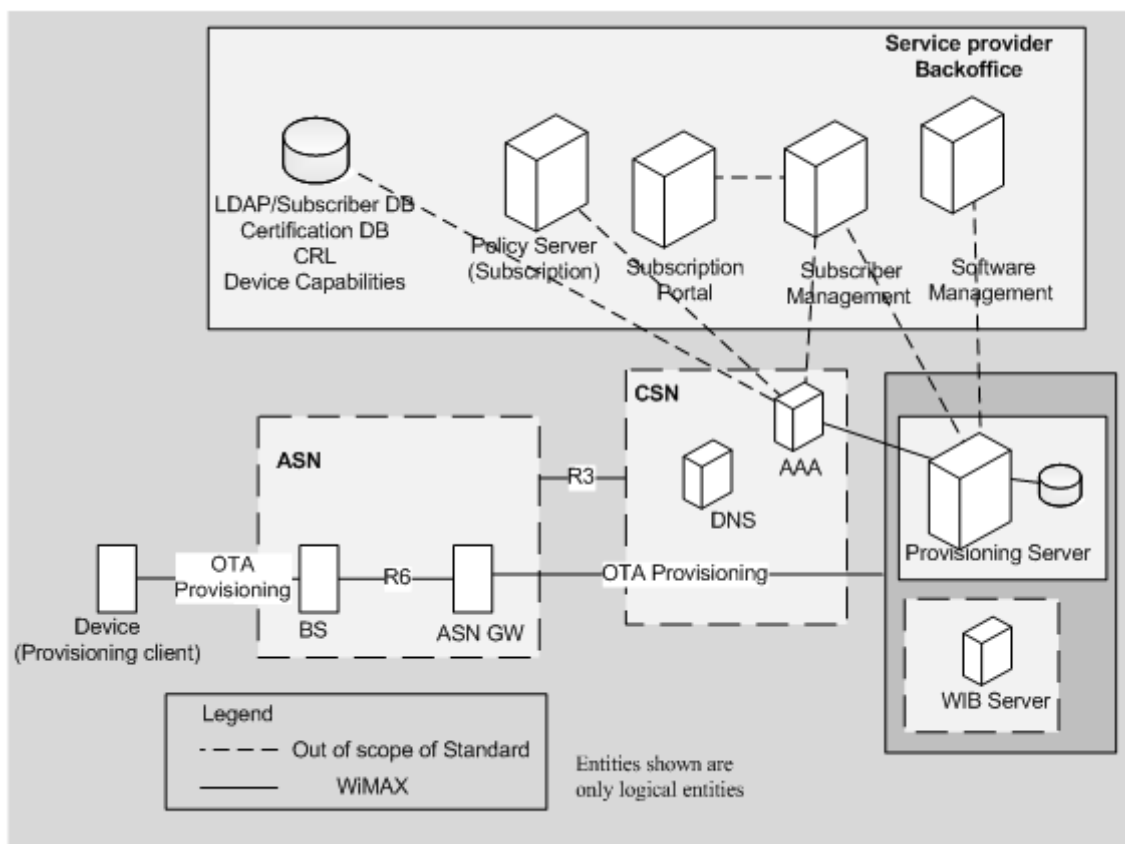 Service provider
Backoffice
LDAP/Subscriber DB
Certification DB
CRL
Device Capabilities
Policy Server
(Subscription)
Subscription
Portal
Subscriber
Management
Software
Management
CSN
AAA
DNS
ASN
R3
Provisioning Server
OTA
Provisioning
R6
OTA Provisioning
Device
(Provisioning client)
BS
ASN GW
WIB Server
Legend
Out of scope of Standard
WiMAX
Entities shown are
only logical entities